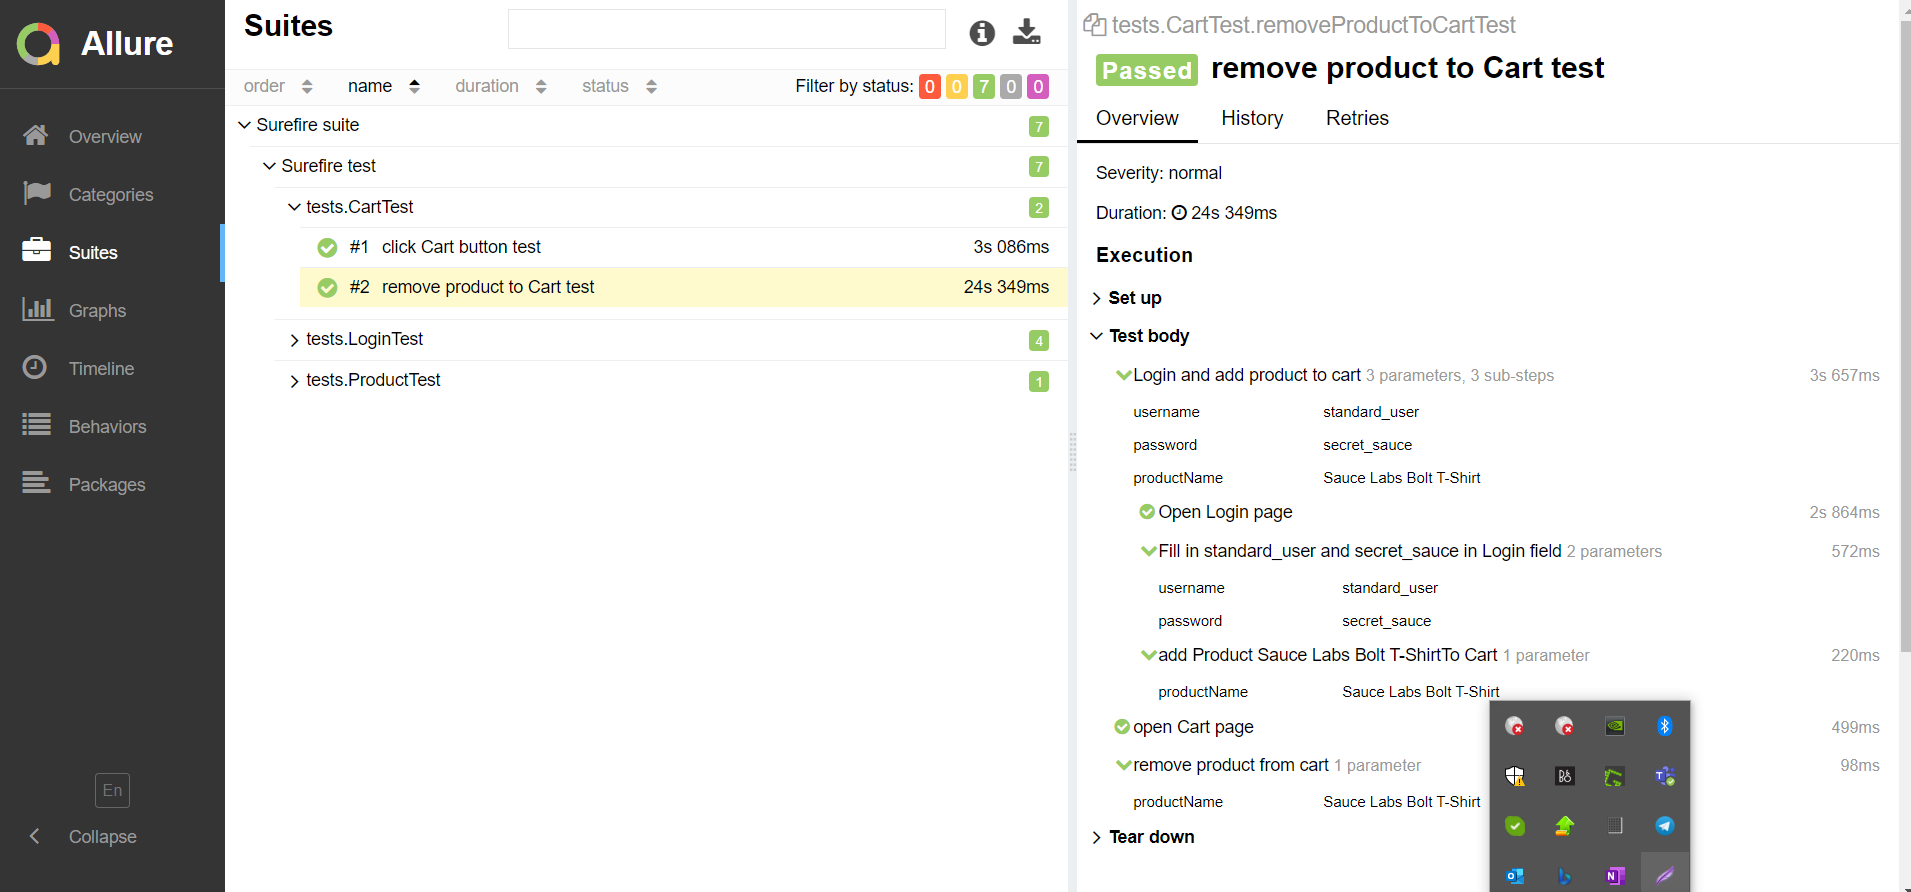 Allure
Overview
Categories
Suites
Graphs
Timeline
Behaviors
Packages
En
Collapse
Suites
order name duration status Filter by status: 0 0 7 0 0
Surefire suite 7
Surefire test 7
tests.CartTest 2
#1 click Cart button test 3s 086ms
#2 remove product to Cart test 24s 349ms
tests.LoginTest 4
tests.ProductTest 1
tests.CartTest.removeProductToCartTest
Passed remove product to Cart test
Overview History Retries
Severity: normal
Duration: 24s 349ms
Execution
Set up
Test body
Login and add product to cart 3 parameters, 3 sub-steps 3s 657ms
username standard_user
password secret_sauce
productName Sauce Labs Bolt T-Shirt
Open Login page 2s 864ms
Fill in standard_user and secret_sauce in Login field 2 parameters 572ms
username standard_user
password secret_sauce
add Product Sauce Labs Bolt T-ShirtTo Cart 1 parameter 220ms
productName Sauce Labs Bolt T-Shirt
open Cart page 499ms
remove product from cart 1 parameter 98ms
productName Sauce Labs Bolt T-Shirt
Tear down